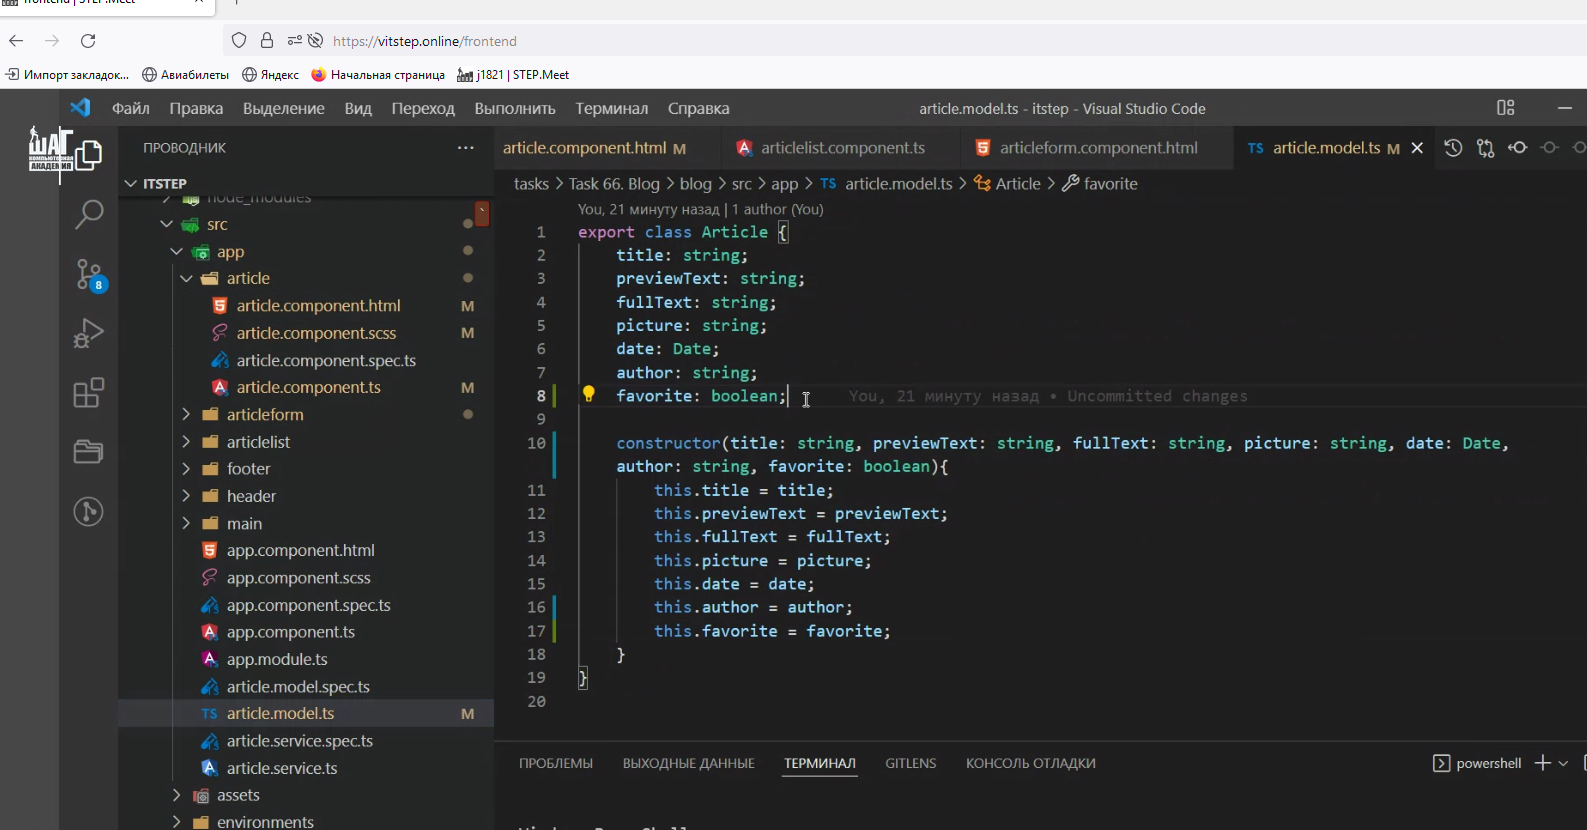 frontend | STEP.Meet
https://vitstep.online/frontend
Импорт закладок... Авиабилеты Яндекс Начальная страница j1821 | STEP.Meet
Файл Правка Выделение Вид Переход Выполнить Терминал Справка article.model.ts - itstep - Visual Studio Code
ШАГ
КОМПЬЮТЕРНАЯ
АКАДЕМИЯ
ПРОВОДНИК ...
ITSTEP
node_modules
src
app
article
article.component.html M
article.component.scss M
article.component.spec.ts
article.component.ts M
articleform
articlelist
footer
header
main
app.component.html
app.component.scss
app.component.spec.ts
app.component.ts
app.module.ts
article.model.spec.ts
TS article.model.ts M
article.service.spec.ts
article.service.ts
assets
environments
8
article.component.html M articlelist.component.ts articleform.component.html TS article.model.ts M
tasks > Task 66. Blog > blog > src > app > TS article.model.ts > Article > favorite
You, 21 минуту назад | 1 author (You)
1 export class Article {
2 title: string;
3 previewText: string;
4 fullText: string;
5 picture: string;
6 date: Date;
7 author: string;
8 favorite: boolean; You, 21 минуту назад • Uncommitted changes
9
10 constructor(title: string, previewText: string, fullText: string, picture: string, date: Date,
author: string, favorite: boolean){
11 this.title = title;
12 this.previewText = previewText;
13 this.fullText = fullText;
14 this.picture = picture;
15 this.date = date;
16 this.author = author;
17 this.favorite = favorite;
18 }
19 }
20
ПРОБЛЕМЫ ВЫХОДНЫЕ ДАННЫЕ ТЕРМИНАЛ GITLENS КОНСОЛЬ ОТЛАДКИ powershell